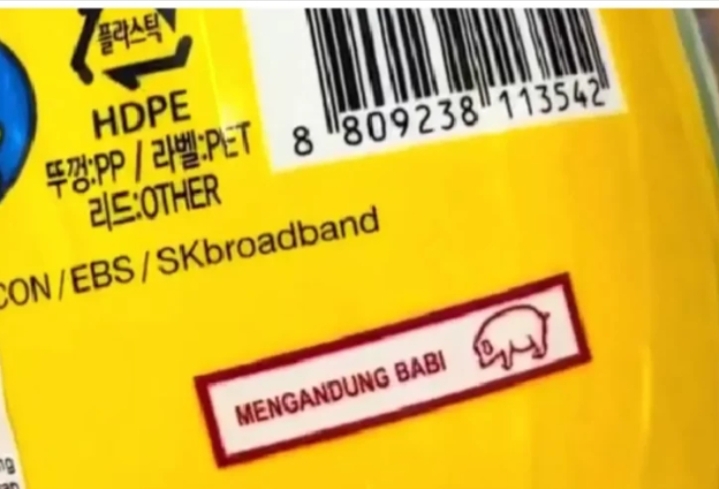 플라스틱
HDPE
뚜껑:PP / 라벨:PET
리드:OTHER
8 809238 113542
CON / EBS / SKbroadband
MENGANDUNG BABI